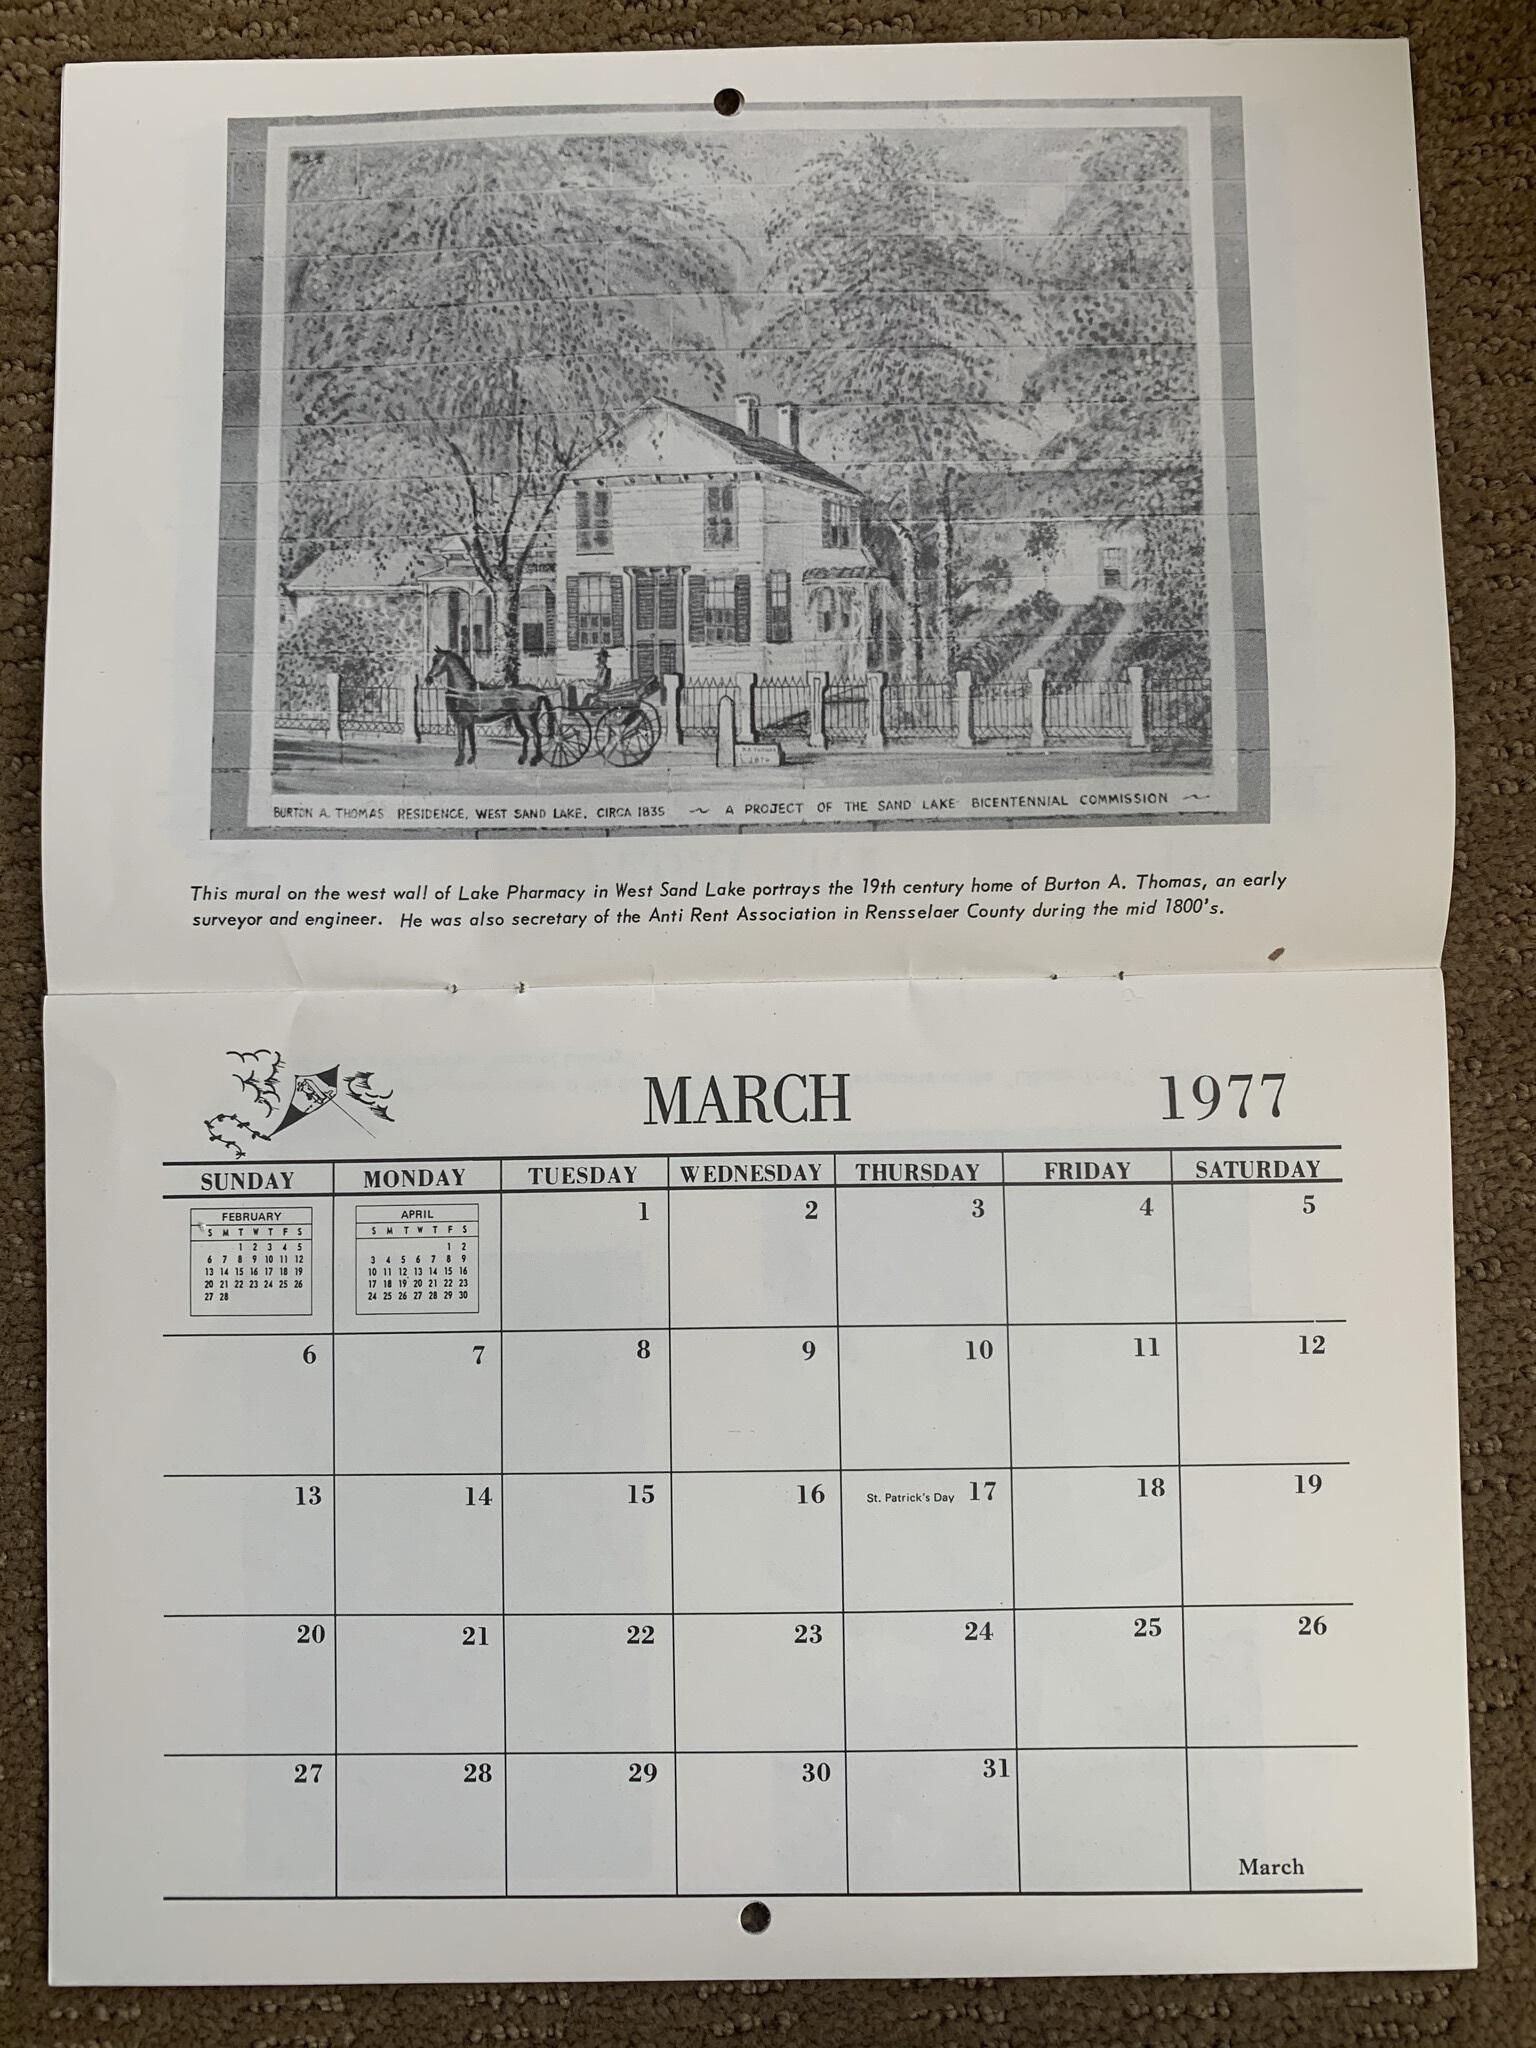 BURTON A. THOMAS RESIDENCE, WEST SAND LAKE, CIRCA 1835 ~ A PROJECT OF THE SAND LAKE BICENTENNIAL COMMISSION ~
This mural on the west wall of Lake Pharmacy in West Sand Lake portrays the 19th century home of Burton A. Thomas, an early
surveyor and engineer. He was also secretary of the Anti Rent Association in Rensselaer County during the mid 1800's.
MARCH 1977
SUNDAY MONDAY TUESDAY WEDNESDAY THURSDAY FRIDAY SATURDAY
FEBRUARY
S M T W T F S
1 2 3 4 5
6 7 8 9 10 11 12
13 14 15 16 17 18 19
20 21 22 23 24 25 26
27 28
APRIL
S M T W T F S
1 2
3 4 5 6 7 8 9
10 11 12 13 14 15 16
17 18 19 20 21 22 23
24 25 26 27 28 29 30
1 2 3 4 5
6 7 8 9 10 11 12
13 14 15 16 St. Patrick's Day 17 18 19
20 21 22 23 24 25 26
27 28 29 30 31
March